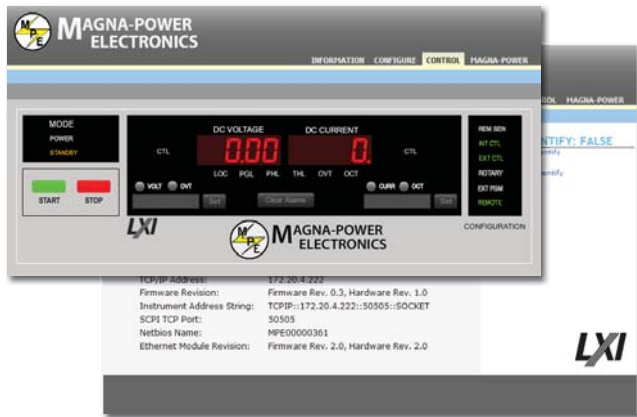 MPE
MAGNA-POWER
ELECTRONICS
INFORMATION CONFIGURE CONTROL MAGNA-POWER
MAGNA-POWER
MODE
POWER
STANDBY
START STOP
DC VOLTAGE DC CURRENT
CTL 0.00 0. CTL
LOC PGL PHL THL OVT OCT
VOLT OVT CURR OCT
Set Clear Alarms Set
REM SEN
INT CTL
EXT CTL
ROTARY
EXT PGM
REMOTE
CONFIGURATION
LXI
MPE
MAGNA-POWER
ELECTRONICS
NTIFY: FALSE
TCP/IP Address: 172.20.4.222
Firmware Revision: Firmware Rev. 0.3, Hardware Rev. 1.0
Instrument Address String: TCPIP::172.20.4.222::50505::SOCKET
SCPI TCP Port: 50505
Netbios Name: MPE00000361
Ethernet Module Revision: Firmware Rev. 2.0, Hardware Rev. 2.0
LXI